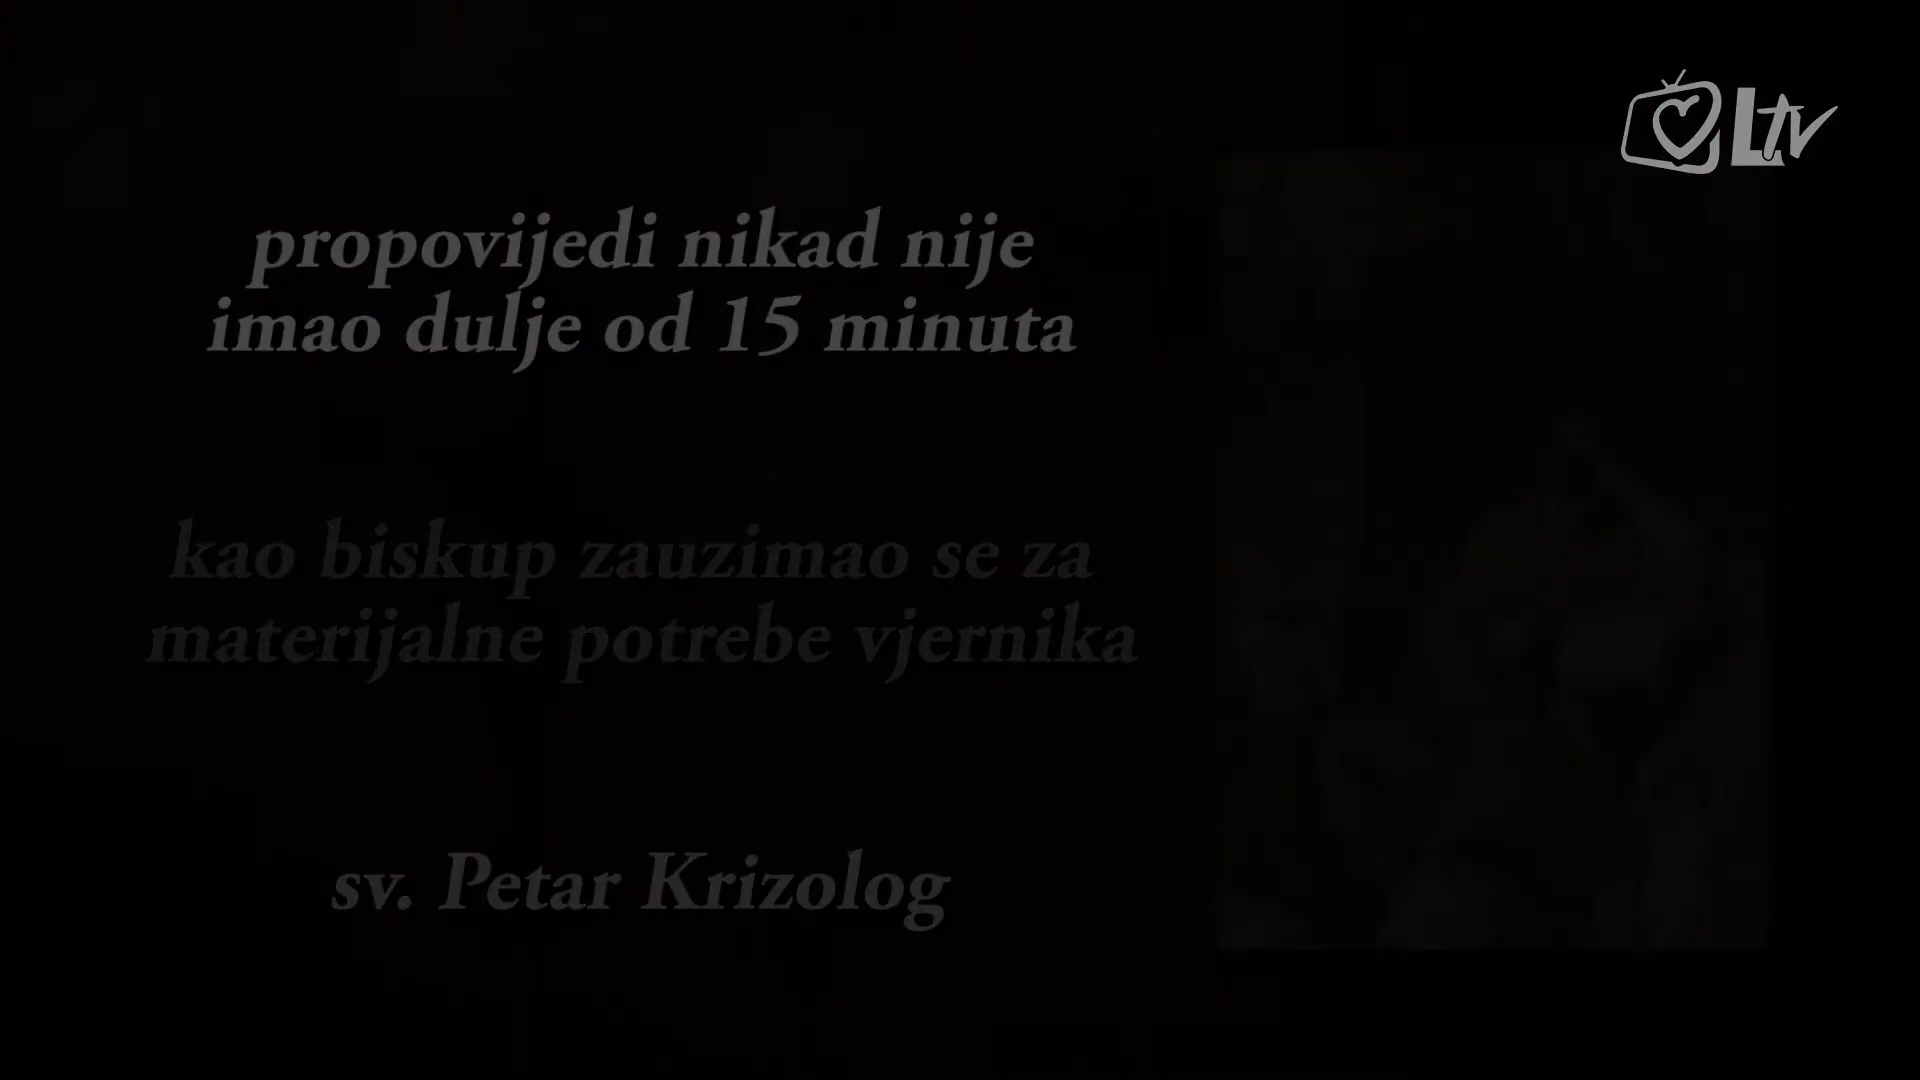 LTV
propovijedi nikad nije
imao dulje od 15 minuta
kao biskup zauzimao se za
materijalne potrebe vjernika
sv. Petar Krizolog